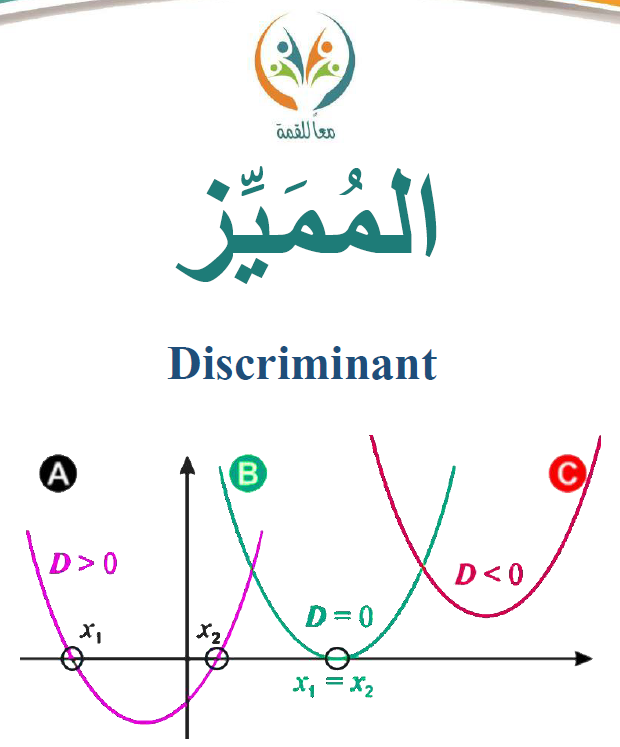 معاً للقمة
المُمَيِّز
Discriminant
A
B
C
D > 0
D < 0
x₁
x₂
D = 0
x₁ = x₂